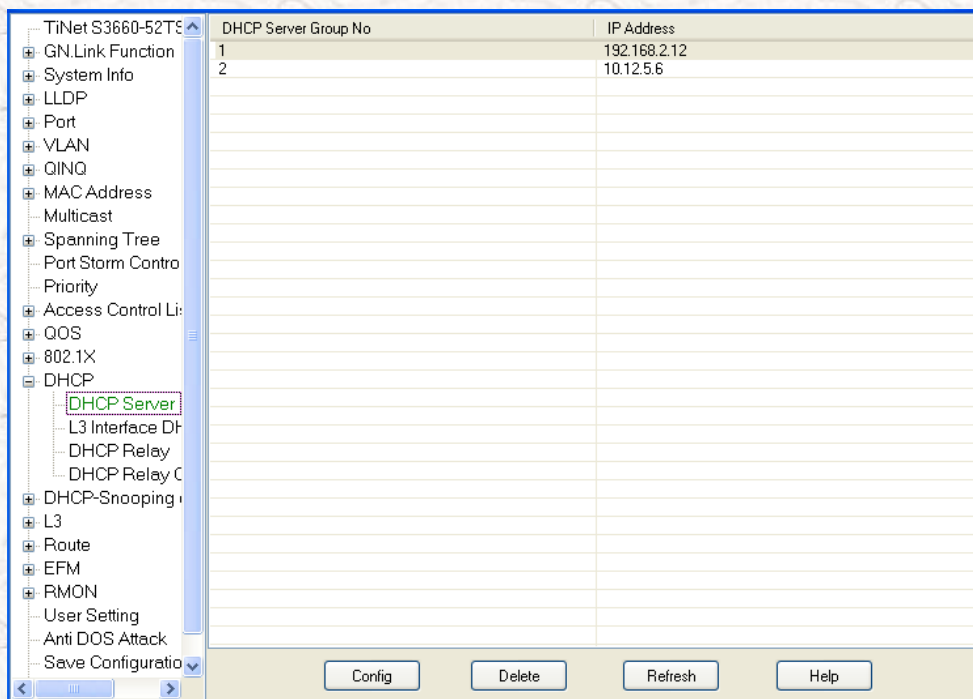 TiNet S3660-52TS
GN.Link Function
System Info
LLDP
Port
VLAN
QINQ
MAC Address
Multicast
Spanning Tree
Port Storm Contro
Priority
Access Control Li
QOS
802.1X
DHCP
DHCP Server
L3 Interface DH
DHCP Relay
DHCP Relay
DHCP-Snooping
L3
Route
EFM
RMON
User Setting
Anti DOS Attack
Save Configuratio
DHCP Server Group No IP Address
1 192.168.2.12
2 10.12.5.6
Config Delete Refresh Help